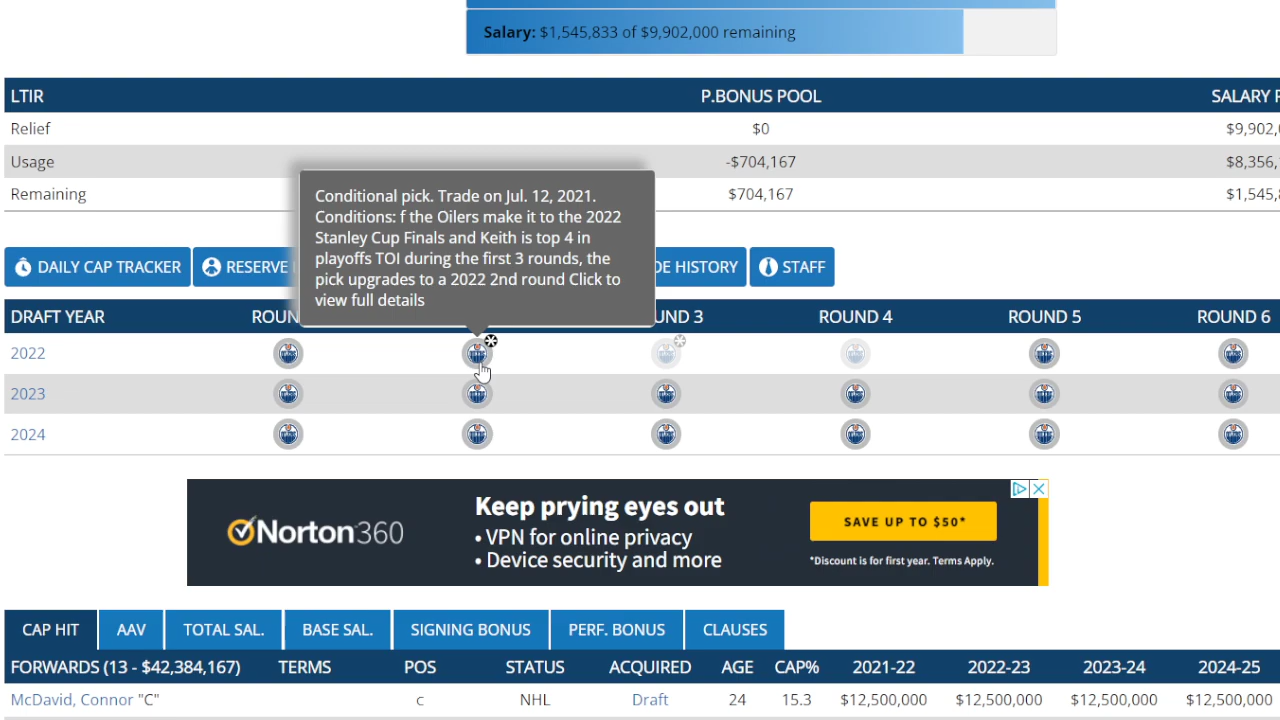 Salary: $1,545,833 of $9,902,000 remaining
LTIR P.BONUS POOL SALARY
Relief $0 $9,902,
Usage -$704,167 $8,356,
Remaining $704,167 $1,545,
Conditional pick. Trade on Jul. 12, 2021.
Conditions: f the Oilers make it to the 2022
Stanley Cup Finals and Keith is top 4 in
playoffs TOI during the first 3 rounds, the
pick upgrades to a 2022 2nd round Click to
view full details
DAILY CAP TRACKER RESERVE DE HISTORY STAFF
DRAFT YEAR ROUN UND 3 ROUND 4 ROUND 5 ROUND 6
2022
2023
2024
Norton360
Keep prying eyes out
• VPN for online privacy
• Device security and more
SAVE UP TO $50*
*Discount is for first year. Terms Apply.
CAP HIT AAV TOTAL SAL. BASE SAL. SIGNING BONUS PERF. BONUS CLAUSES
FORWARDS (13 - $42,384,167) TERMS POS STATUS ACQUIRED AGE CAP% 2021-22 2022-23 2023-24 2024-25
McDavid, Connor "C" C NHL Draft 24 15.3 $12,500,000 $12,500,000 $12,500,000 $12,500,000